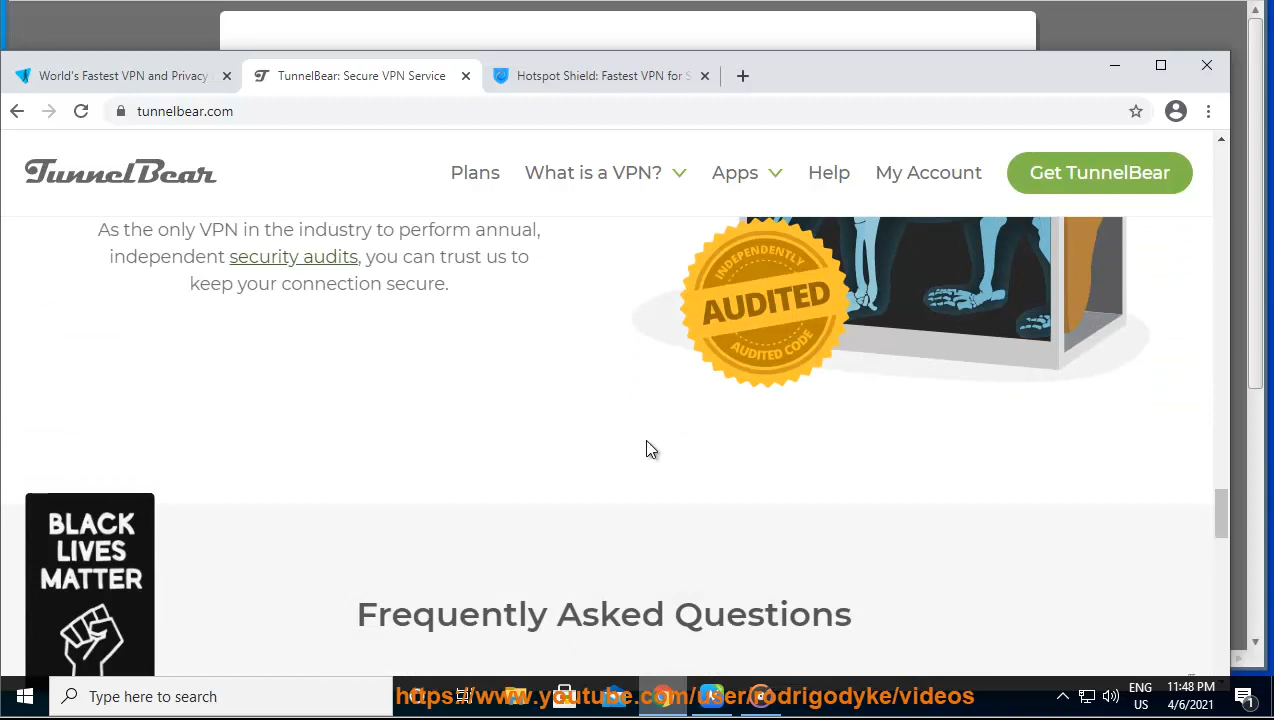 World's Fastest VPN and Privacy
TunnelBear: Secure VPN Service
Hotspot Shield: Fastest VPN for S
tunnelbear.com
TunnelBear
Plans
What is a VPN?
Apps
Help
My Account
Get TunnelBear
As the only VPN in the industry to perform annual,
independent security audits, you can trust us to
keep your connection secure.
INDEPENDENTLY
AUDITED
AUDITED CODE
BLACK
LIVES
MATTER
Frequently Asked Questions
Type here to search
https://www.youtube.com/user/rodrigodyke/videos
ENG
US
11:48 PM
4/6/2021
1